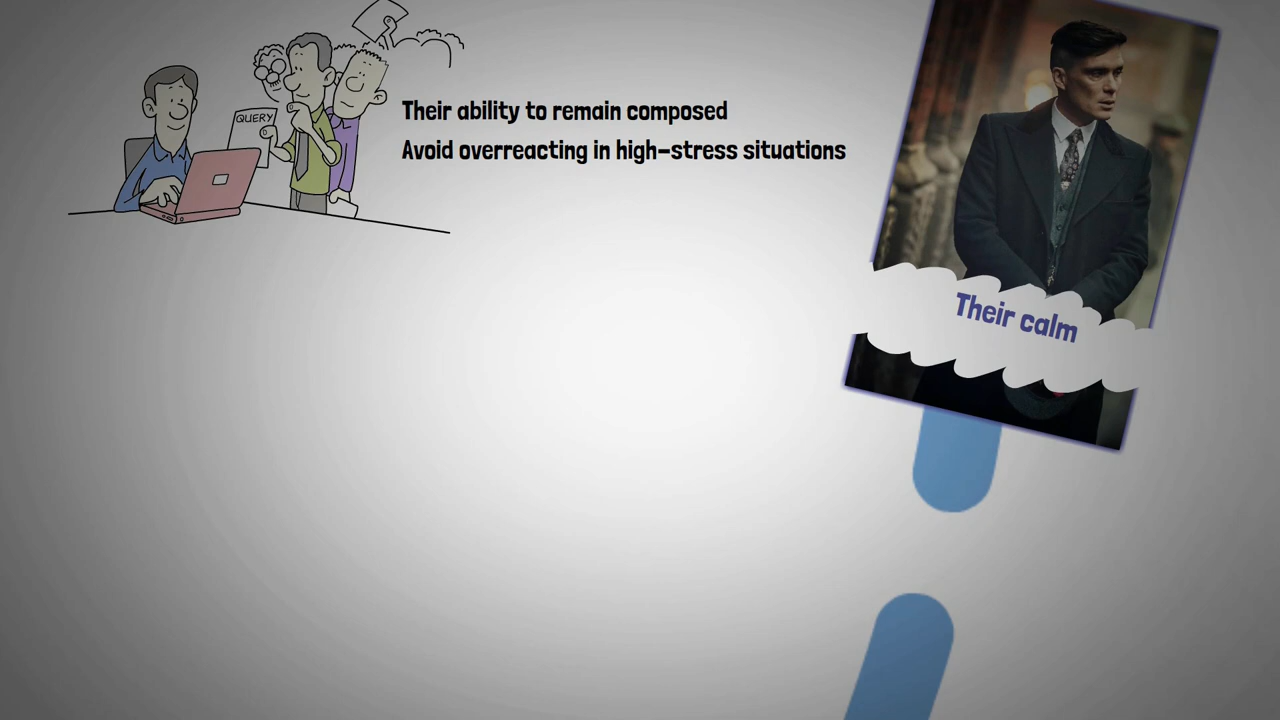 QUERY
Their ability to remain composed
Avoid overreacting in high-stress situations
Their calm